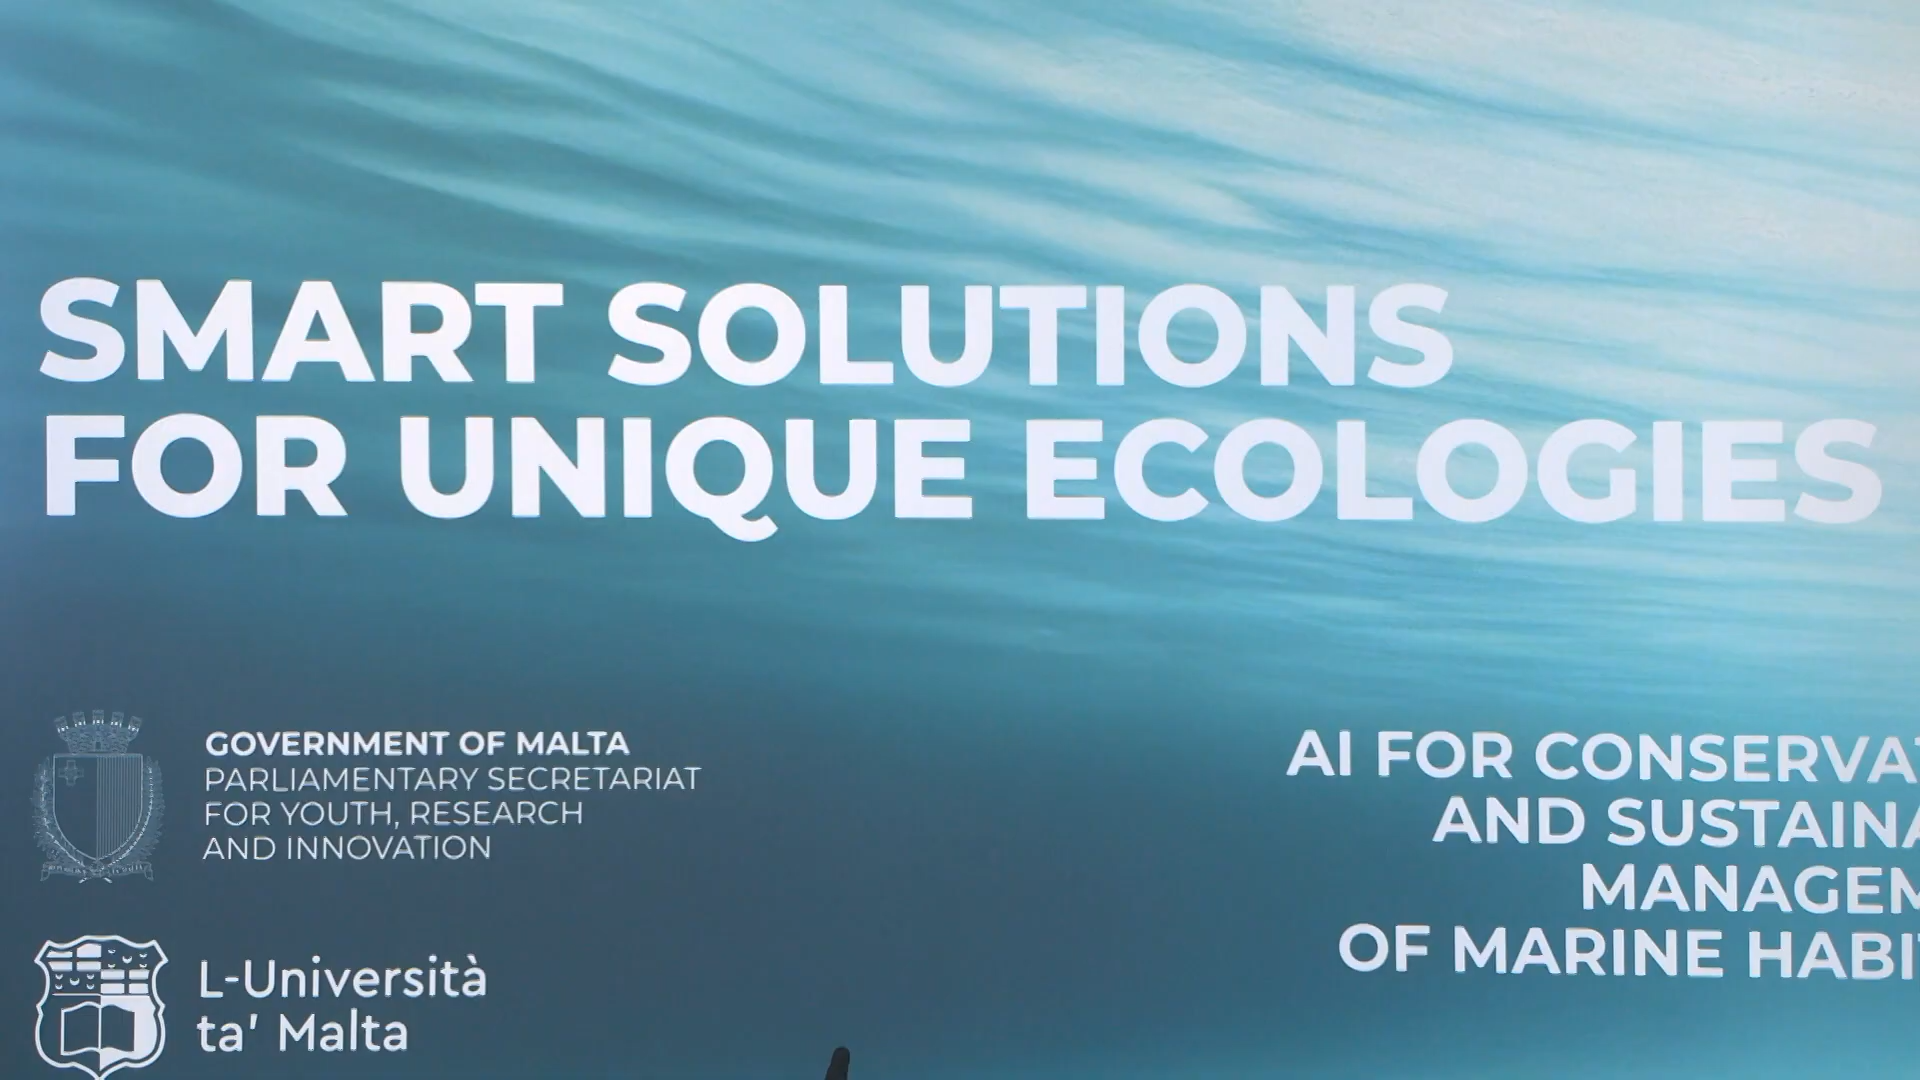 SMART SOLUTIONS
FOR UNIQUE ECOLOGIES
GOVERNMENT OF MALTA
PARLIAMENTARY SECRETARIAT
FOR YOUTH, RESEARCH
AND INNOVATION
L-Università
ta' Malta
AI FOR CONSERVAT
AND SUSTAINA
MANAGEM
OF MARINE HABIT